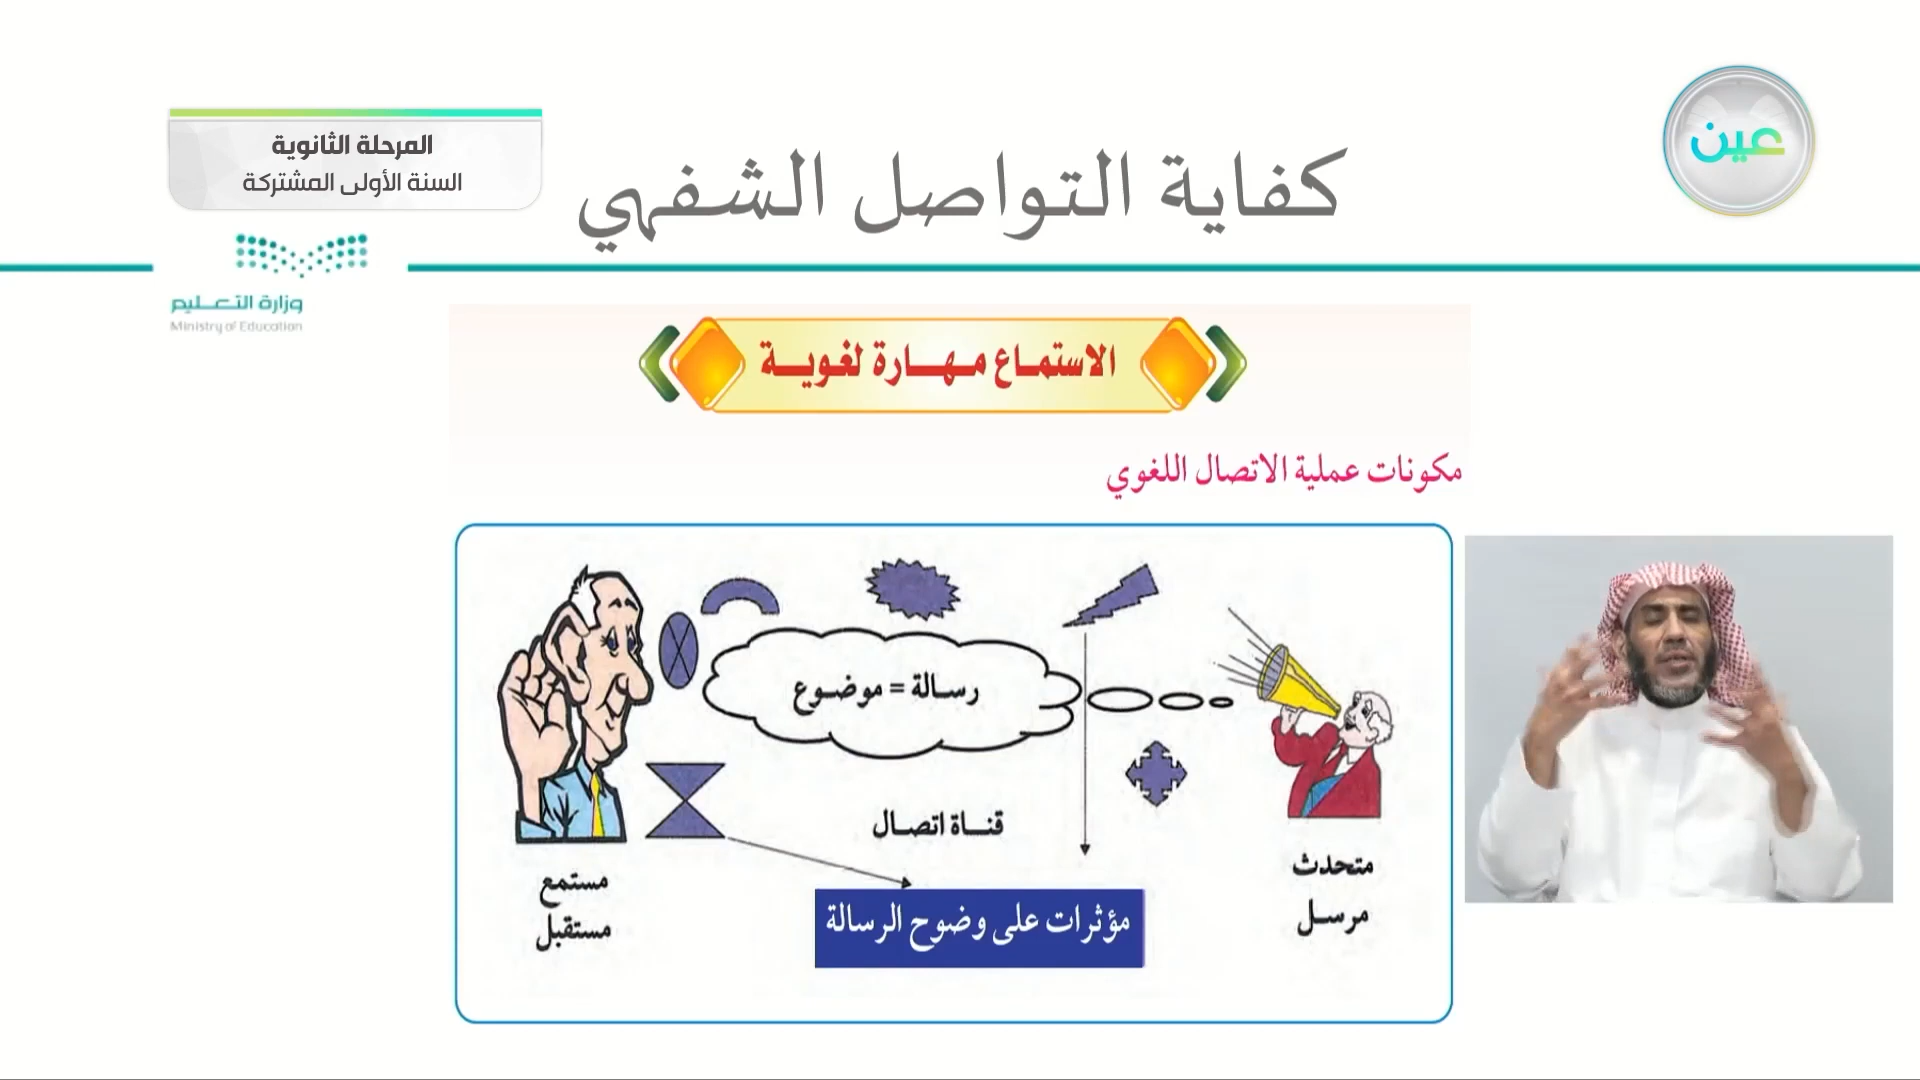 عين
المرحلة الثانوية
السنة الأولى المشتركة
كفاية التواصل الشفهي
وزارة التعليم
Ministry of Education
الاستماع مهارة لغوية
مكونات عملية الاتصال اللغوي
رسالة = موضوع
قناة اتصال
متحدث
مرسل
مستمع
مستقبل
مؤثرات على وضوح الرسالة